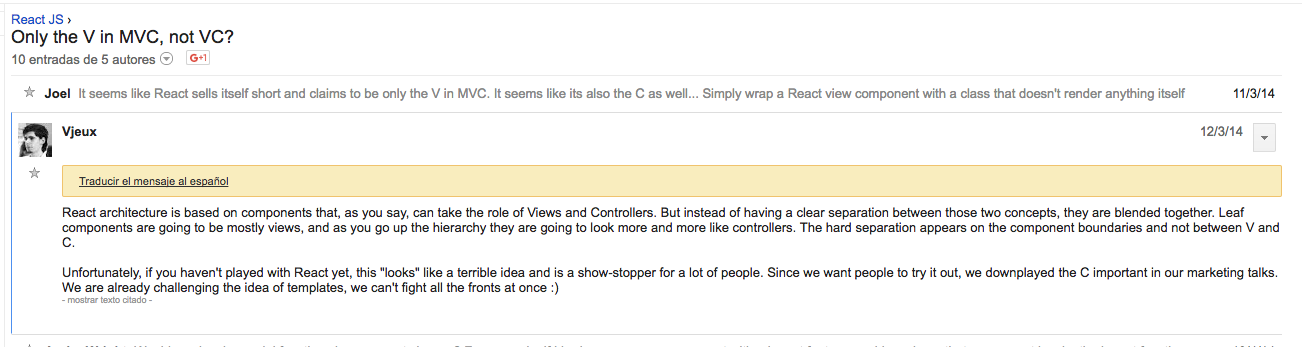 React JS ›
Only the V in MVC, not VC?
10 entradas de 5 autores
G+1
Joel It seems like React sells itself short and claims to be only the V in MVC. It seems like its also the C as well... Simply wrap a React view component with a class that doesn't render anything itself 11/3/14
Vjeux 12/3/14
Traducir el mensaje al español
React architecture is based on components that, as you say, can take the role of Views and Controllers. But instead of having a clear separation between those two concepts, they are blended together. Leaf
components are going to be mostly views, and as you go up the hierarchy they are going to look more and more like controllers. The hard separation appears on the component boundaries and not between V and
C.
Unfortunately, if you haven't played with React yet, this "looks" like a terrible idea and is a show-stopper for a lot of people. Since we want people to try it out, we downplayed the C important in our marketing talks.
We are already challenging the idea of templates, we can't fight all the fronts at once :)
- mostrar texto citado -